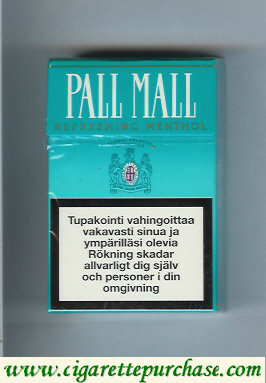 PALL MALL
REFRESHING MENTHOL
Tupakointi vahingoittaa
vakavasti sinua ja
ympärilläsi olevia
Rökning skadar
allvarligt dig själv
och personer i din
omgivning
www.cigarettepurchase.com